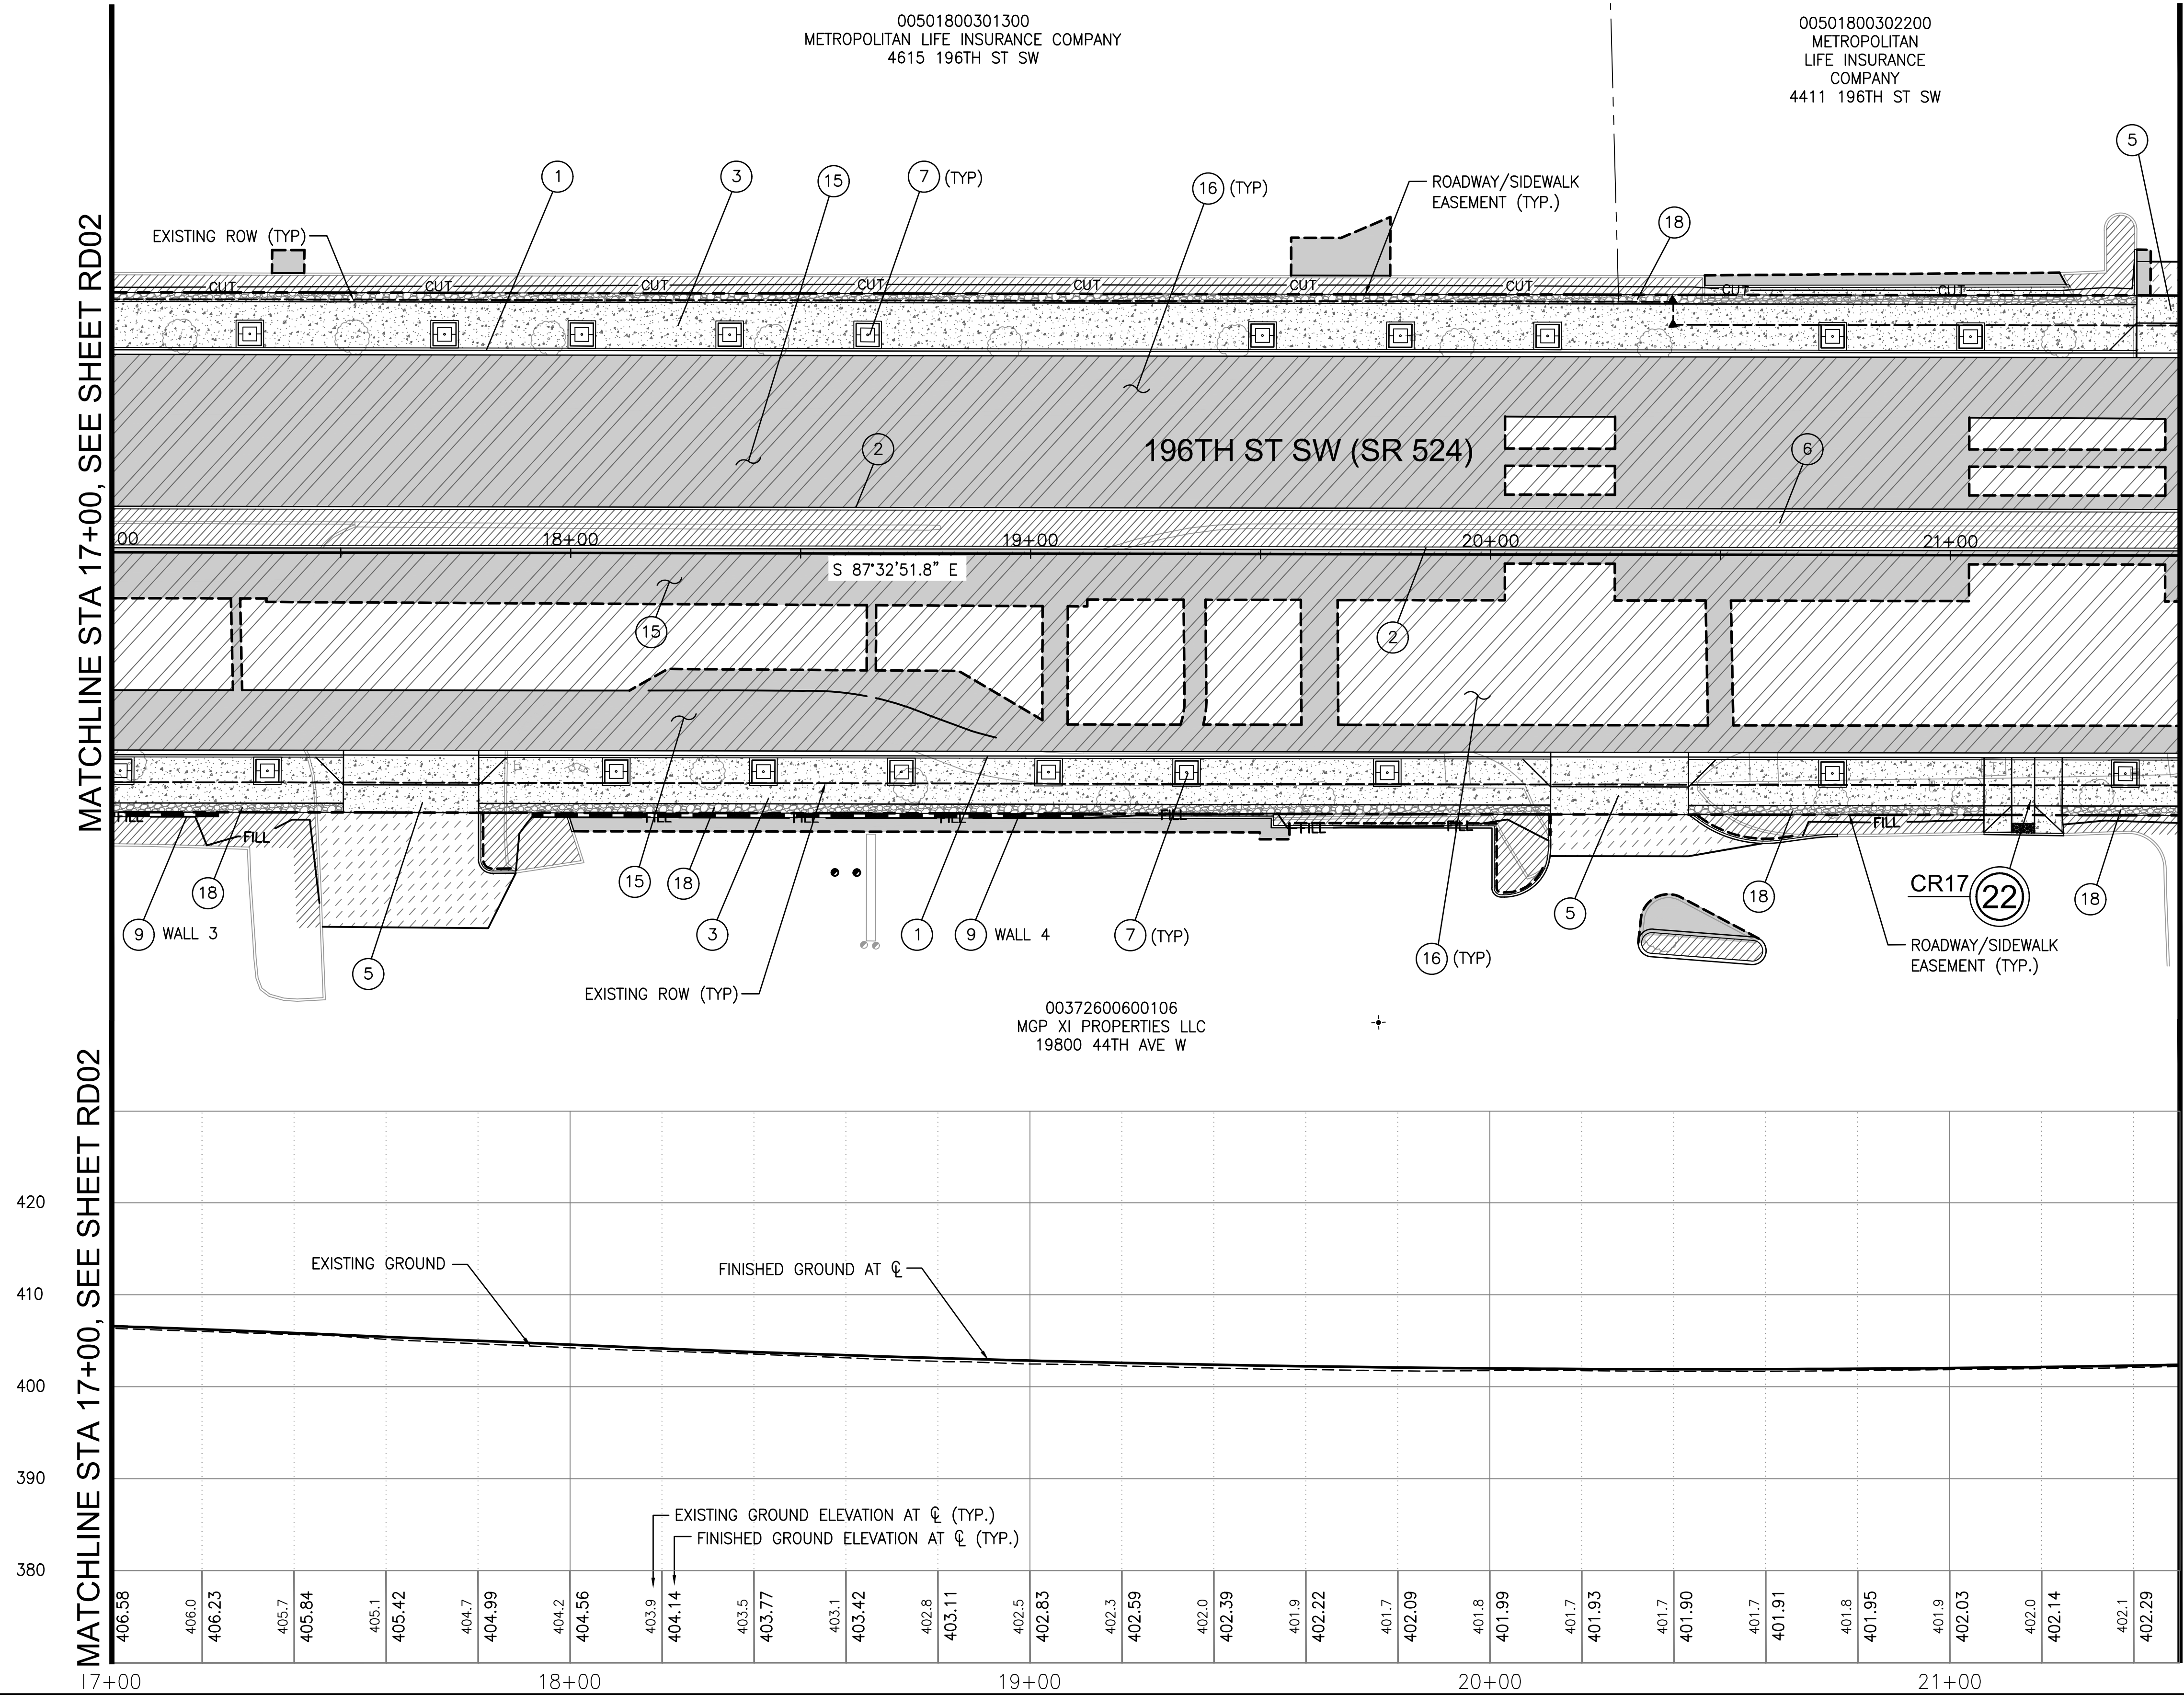 00501800301300
METROPOLITAN LIFE INSURANCE COMPANY
4615 196TH ST SW
00501800302200
METROPOLITAN
LIFE INSURANCE
COMPANY
4411 196TH ST SW
5
1
3
15
7 (TYP)
16 (TYP)
ROADWAY/SIDEWALK
EASEMENT (TYP.)
18
EXISTING ROW (TYP)
CUT CUT CUT CUT CUT CUT CUT CUT CUT
MATCHLINE STA 17+00, SEE SHEET RD02
2
196TH ST SW (SR 524)
6
00 18+00 19+00 20+00 21+00
S 87°32'51.8" E
15
2
FILL FILL FILL FILL FILL FILL FILL FILL FILL
18
15
18
5
18
CR17 22
18
9 WALL 3
3
1
9 WALL 4
7 (TYP)
16 (TYP)
ROADWAY/SIDEWALK
EASEMENT (TYP.)
5
EXISTING ROW (TYP)
00372600600106
MGP XI PROPERTIES LLC
19800 44TH AVE W
MATCHLINE STA 17+00, SEE SHEET RD02
420
EXISTING GROUND
FINISHED GROUND AT ℄
410
400
390
EXISTING GROUND ELEVATION AT ℄ (TYP.)
FINISHED GROUND ELEVATION AT ℄ (TYP.)
380
406.58
406.0
406.23
405.7
405.84
405.1
405.42
404.7
404.99
404.2
404.56
403.9
404.14
403.5
403.77
403.1
403.42
402.8
403.11
402.5
402.83
402.3
402.59
402.0
402.39
401.9
402.22
401.7
402.09
401.8
401.99
401.7
401.93
401.7
401.90
401.7
401.91
401.8
401.95
401.9
402.03
402.0
402.14
402.1
402.29
17+00 18+00 19+00 20+00 21+00